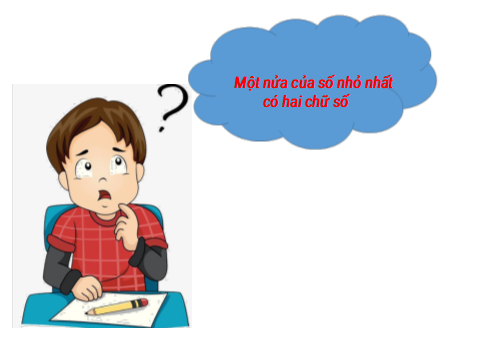 Một nửa của số nhỏ nhất
có hai chữ số
?